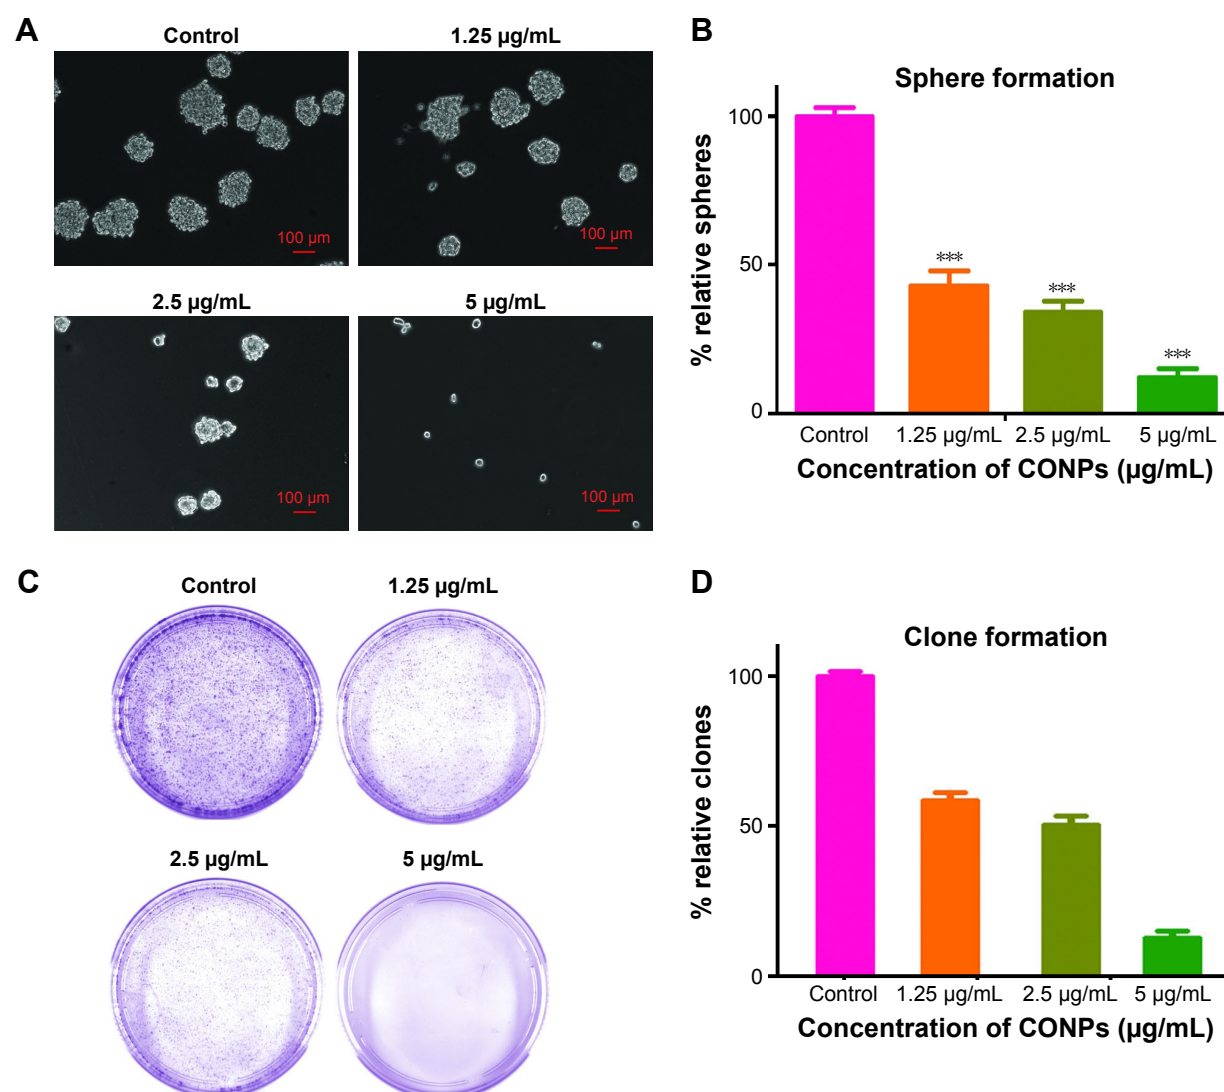 A
Control
1.25 µg/mL
100 µm
100 µm
2.5 µg/mL
5 µg/mL
100 µm
100 µm
B
Sphere formation
% relative spheres
100
50
0
***
***
***
Control
1.25 µg/mL
2.5 µg/mL
5 µg/mL
Concentration of CONPs (µg/mL)
C
Control
1.25 µg/mL
2.5 µg/mL
5 µg/mL
D
Clone formation
% relative clones
100
50
0
Control
1.25 µg/mL
2.5 µg/mL
5 µg/mL
Concentration of CONPs (µg/mL)